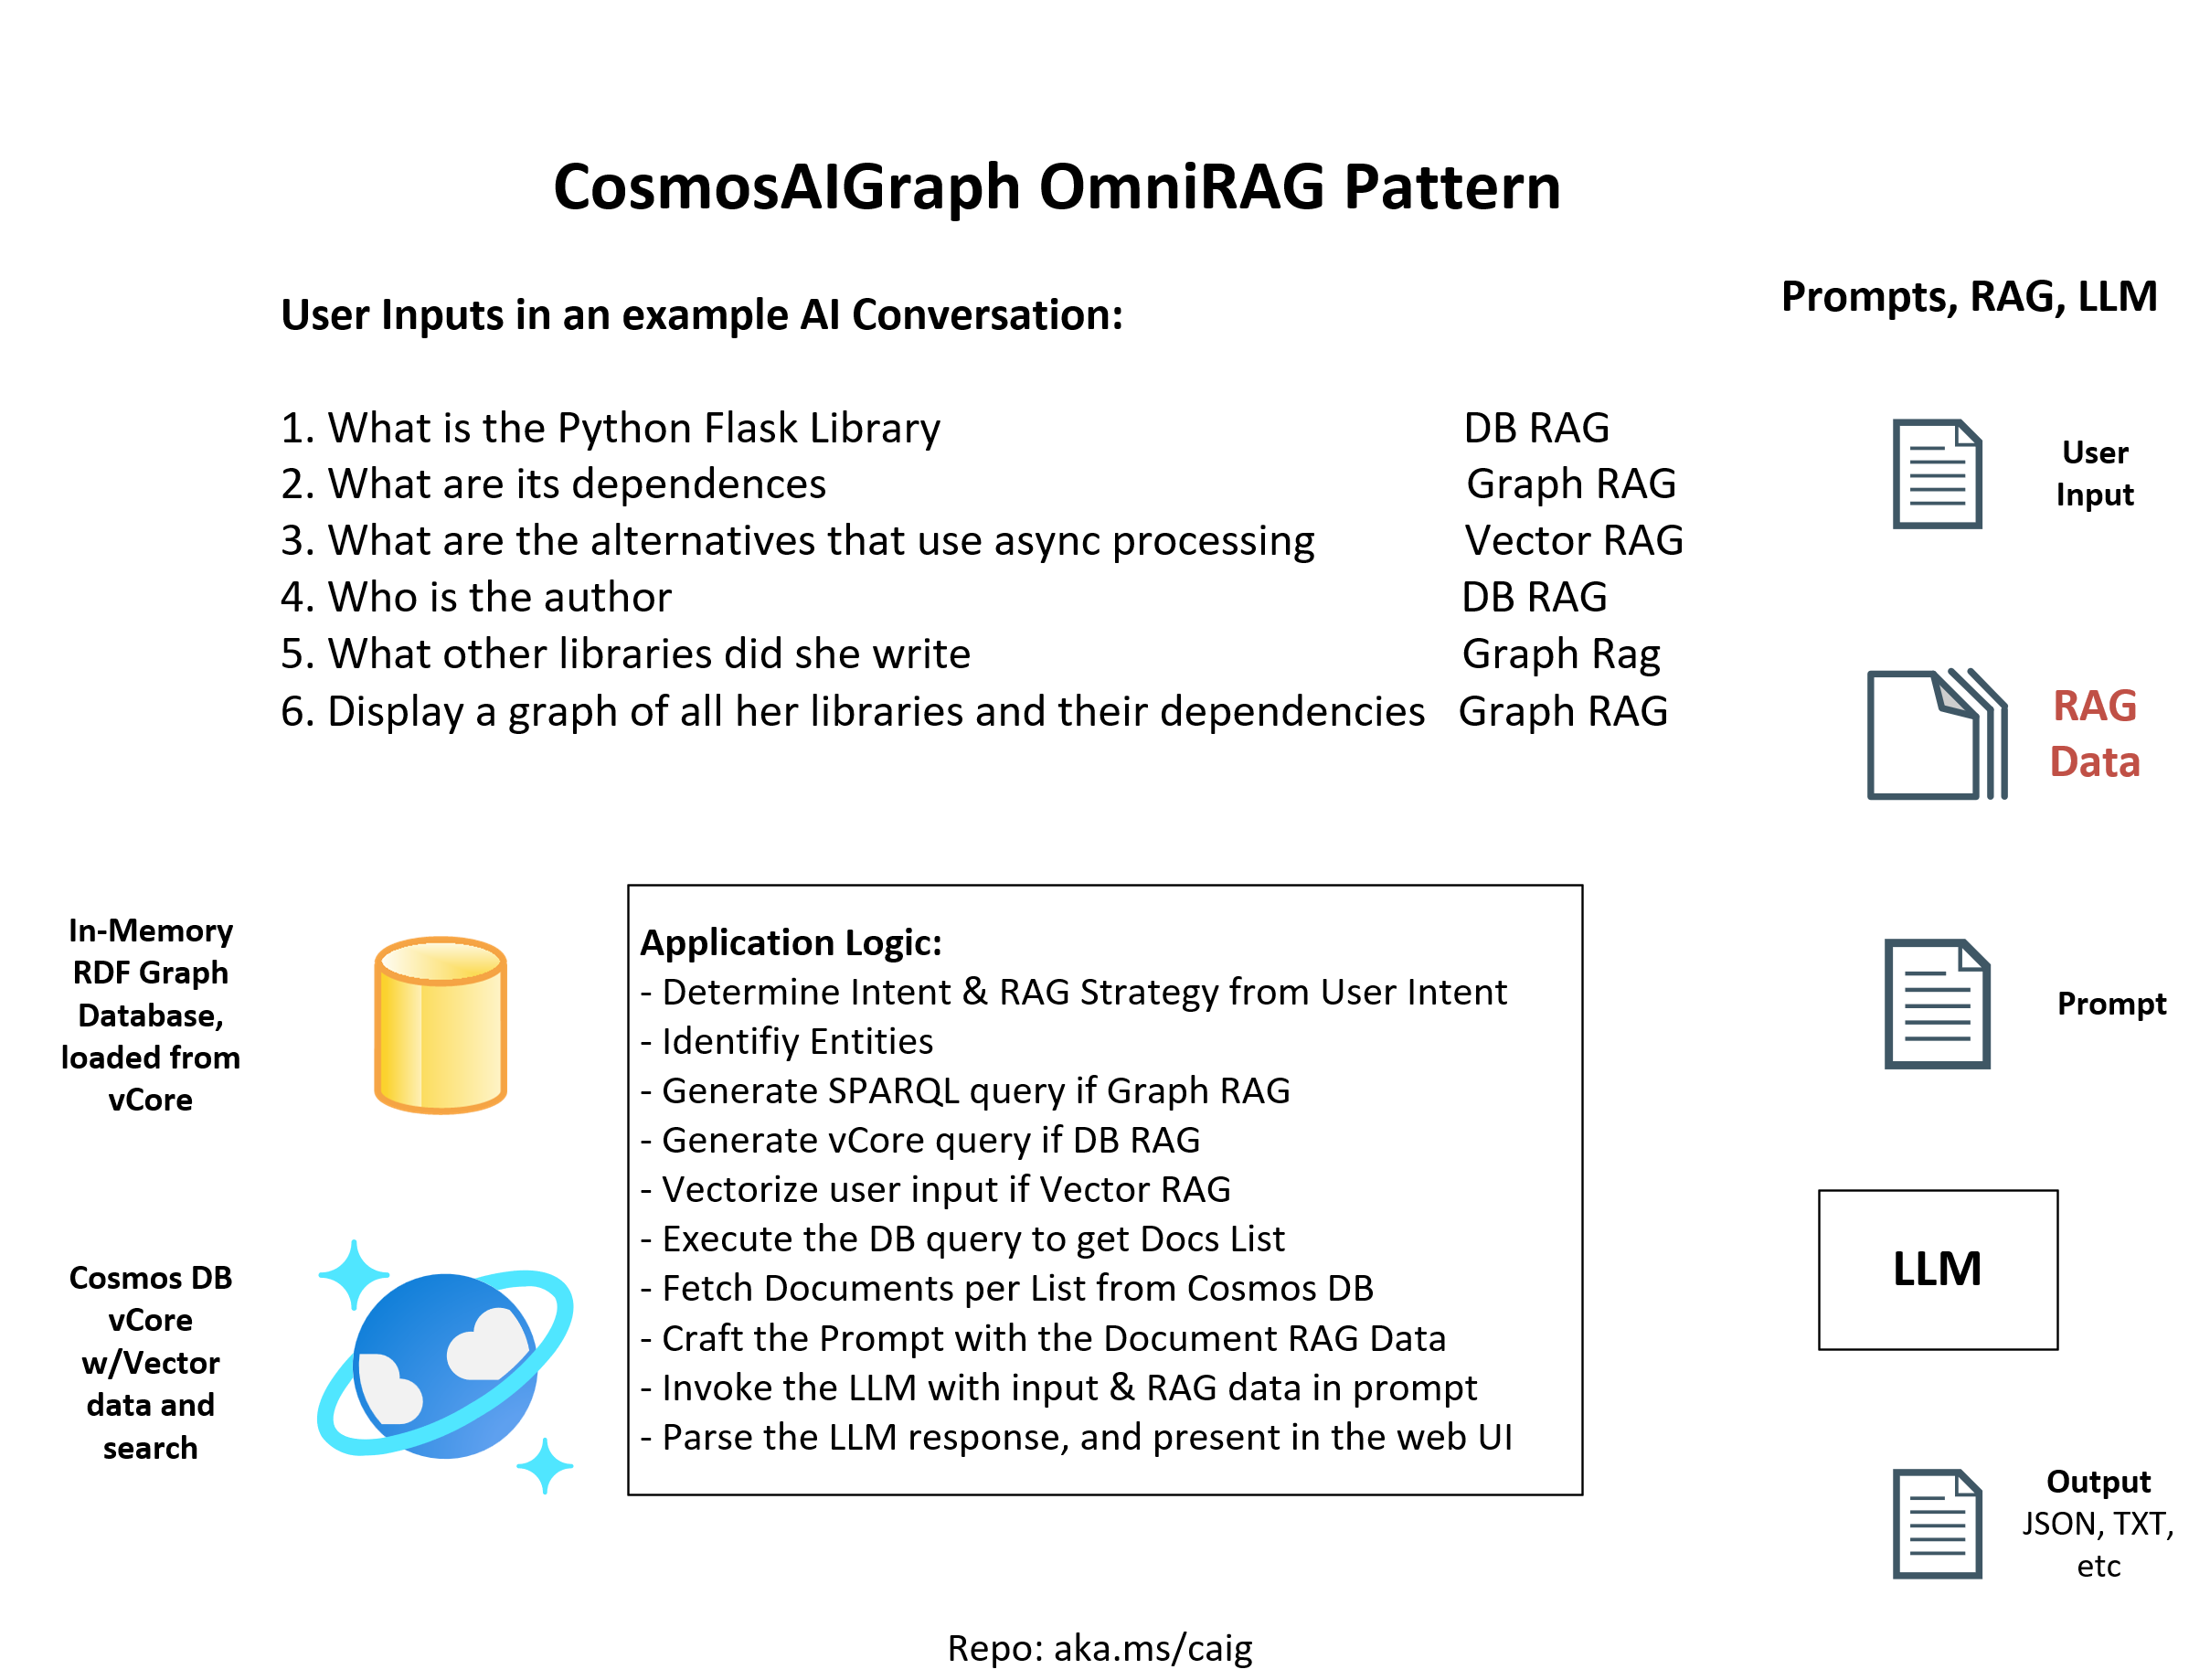 CosmosAIGraph OmniRAG Pattern
User Inputs in an example AI Conversation:
1. What is the Python Flask Library DB RAG
2. What are its dependences Graph RAG
3. What are the alternatives that use async processing Vector RAG
4. Who is the author DB RAG
5. What other libraries did she write Graph Rag
6. Display a graph of all her libraries and their dependencies Graph RAG
Prompts, RAG, LLM
User
Input
RAG
Data
In-Memory
RDF Graph
Database,
loaded from
vCore
Cosmos DB
vCore
w/Vector
data and
search
Application Logic:
- Determine Intent & RAG Strategy from User Intent
- Identifiy Entities
- Generate SPARQL query if Graph RAG
- Generate vCore query if DB RAG
- Vectorize user input if Vector RAG
- Execute the DB query to get Docs List
- Fetch Documents per List from Cosmos DB
- Craft the Prompt with the Document RAG Data
- Invoke the LLM with input & RAG data in prompt
- Parse the LLM response, and present in the web UI
Prompt
LLM
Output
JSON, TXT,
etc
Repo: aka.ms/caig